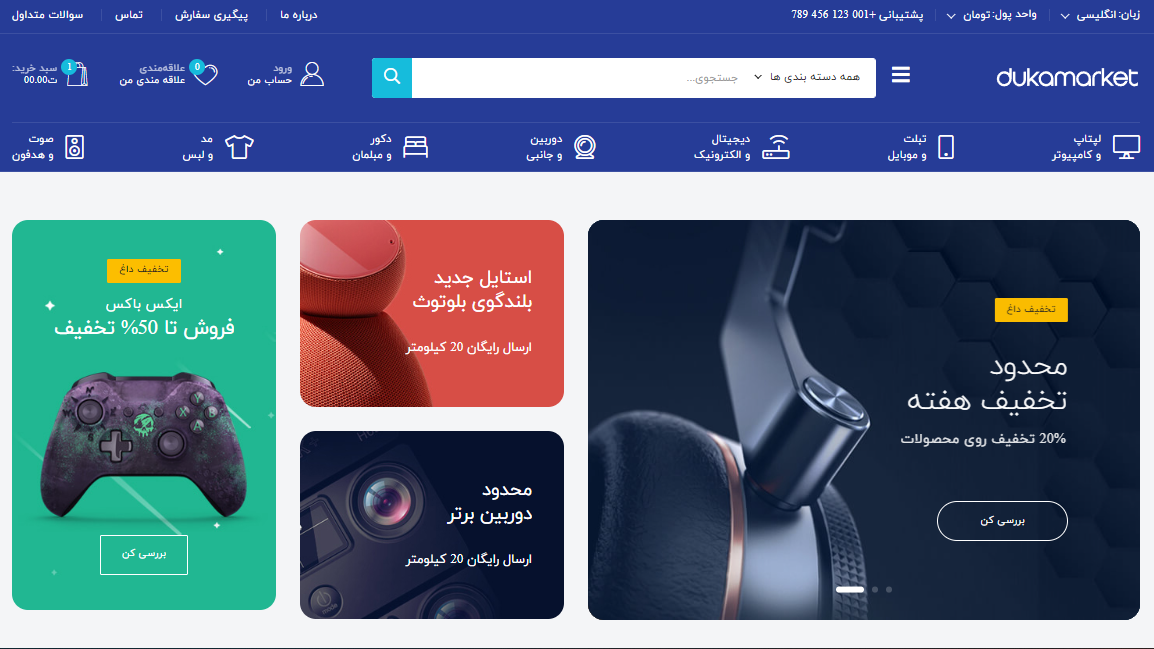 زبان: انگلیسی
واحد پول: تومان
پشتیبانی +001 123 456 789
درباره ما
پیگیری سفارش
تماس
سوالات متداول
dukamarket
همه دسته بندی ها
جستجوی...
ورود
حساب من
علاقه‌مندی
0
علاقه مندی من
سبد خرید:
1
ت00.00
لپتاپ
و کامپیوتر
تبلت
و موبایل
دیجیتال
و الکترونیک
دوربین
و جانبی
دکور
و مبلمان
مد
و لبس
صوت
و هدفون
تخفیف داغ
محدود
تخفیف هفته
20% تخفیف روی محصولات
بررسی کن
استایل جدید
بلندگوی بلوتوث
ارسال رایگان 20 کیلومتر
محدود
دوربین برتر
ارسال رایگان 20 کیلومتر
تخفیف داغ
ایکس باکس
فروش تا 50% تخفیف
Y
X
B
A
بررسی کن